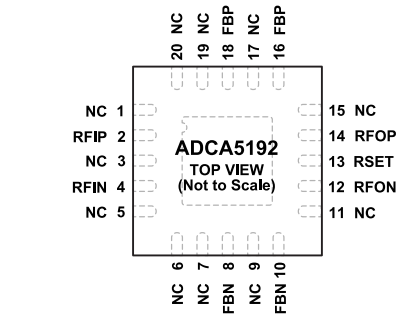 20 NC
19 NC
18 FBP
17 NC
16 FBP
NC 1
RFIP 2
NC 3
RFIN 4
NC 5
ADCA5192
TOP VIEW
(Not to Scale)
15 NC
14 RFOP
13 RSET
12 RFON
11 NC
NC 6
NC 7
FBN 8
NC 9
FBN 10